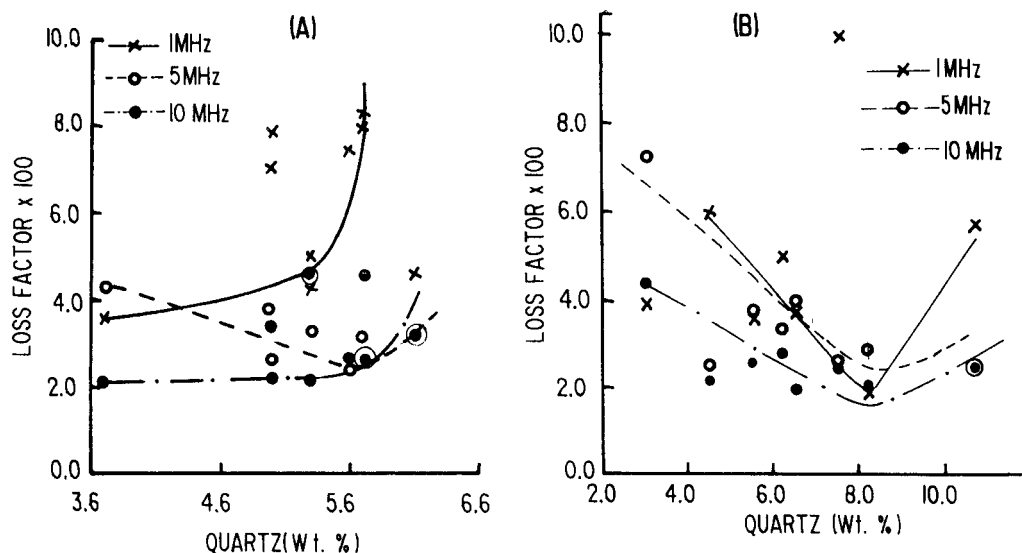 (A)
10.0
8.0
6.0
4.0
2.0
0.0
LOSS FACTOR x 100
1MHz
5MHz
10 MHz
3.6 4.6 5.6 6.6
QUARTZ(Wt. %)
(B)
10.0
8.0
6.0
4.0
2.0
0.0
LOSS FACTOR x 100
1MHz
5MHz
10 MHz
2.0 4.0 6.0 8.0 10.0
QUARTZ (Wt. %)